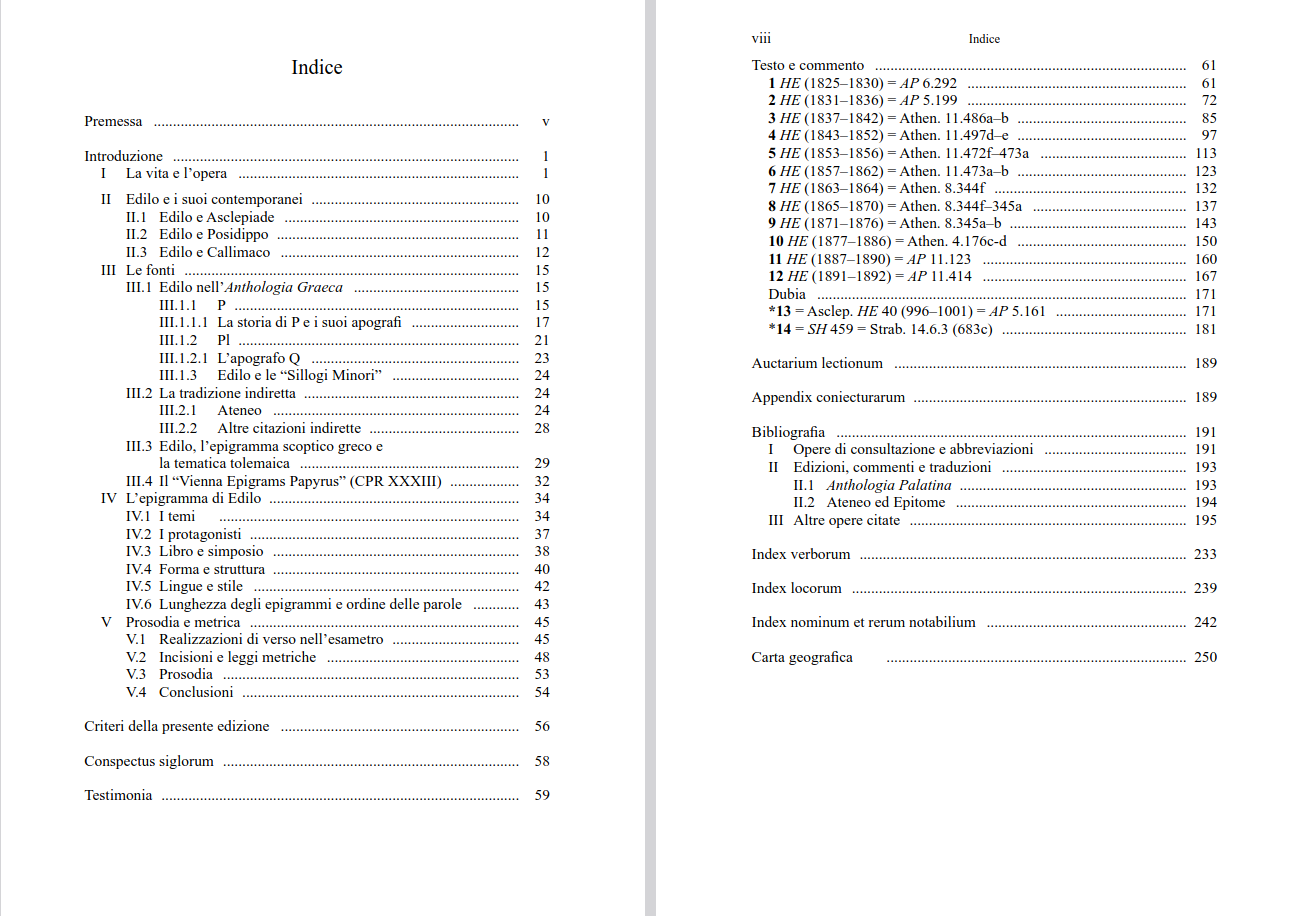 Indice
Premessa ........ v
Introduzione ........ 1
I La vita e l’opera ........ 1
II Edilo e i suoi contemporanei ........ 10
II.1 Edilo e Asclepiade ........ 10
II.2 Edilo e Posidippo ........ 11
II.3 Edilo e Callimaco ........ 12
III Le fonti ........ 15
III.1 Edilo nell’Anthologia Graeca ........ 15
III.1.1 P ........ 15
III.1.1.1 La storia di P e i suoi apografi ........ 17
III.1.2 Pl ........ 21
III.1.2.1 L’apografo Q ........ 23
III.1.3 Edilo e le “Sillogi Minori” ........ 24
III.2 La tradizione indiretta ........ 24
III.2.1 Ateneo ........ 24
III.2.2 Altre citazioni indirette ........ 28
III.3 Edilo, l’epigramma scoptico greco e
la tematica tolemaica ........ 29
III.4 Il “Vienna Epigrams Papyrus” (CPR XXXIII) ........ 32
IV L’epigramma di Edilo ........ 34
IV.1 I temi ........ 34
IV.2 I protagonisti ........ 37
IV.3 Libro e simposio ........ 38
IV.4 Forma e struttura ........ 40
IV.5 Lingue e stile ........ 42
IV.6 Lunghezza degli epigrammi e ordine delle parole ........ 43
V Prosodia e metrica ........ 45
V.1 Realizzazioni di verso nell’esametro ........ 45
V.2 Incisioni e leggi metriche ........ 48
V.3 Prosodia ........ 53
V.4 Conclusioni ........ 54
Criteri della presente edizione ........ 56
Conspectus siglorum ........ 58
Testimonia ........ 59
viii Indice
Testo e commento ........ 61
1 HE (1825–1830) = AP 6.292 ........ 61
2 HE (1831–1836) = AP 5.199 ........ 72
3 HE (1837–1842) = Athen. 11.486a–b ........ 85
4 HE (1843–1852) = Athen. 11.497d–e ........ 97
5 HE (1853–1856) = Athen. 11.472f–473a ........ 113
6 HE (1857–1862) = Athen. 11.473a–b ........ 123
7 HE (1863–1864) = Athen. 8.344f ........ 132
8 HE (1865–1870) = Athen. 8.344f–345a ........ 137
9 HE (1871–1876) = Athen. 8.345a–b ........ 143
10 HE (1877–1886) = Athen. 4.176c-d ........ 150
11 HE (1887–1890) = AP 11.123 ........ 160
12 HE (1891–1892) = AP 11.414 ........ 167
Dubia ........ 171
*13 = Asclep. HE 40 (996–1001) = AP 5.161 ........ 171
*14 = SH 459 = Strab. 14.6.3 (683c) ........ 181
Auctarium lectionum ........ 189
Appendix coniecturarum ........ 189
Bibliografia ........ 191
I Opere di consultazione e abbreviazioni ........ 191
II Edizioni, commenti e traduzioni ........ 193
II.1 Anthologia Palatina ........ 193
II.2 Ateneo ed Epitome ........ 194
III Altre opere citate ........ 195
Index verborum ........ 233
Index locorum ........ 239
Index nominum et rerum notabilium ........ 242
Carta geografica ........ 250